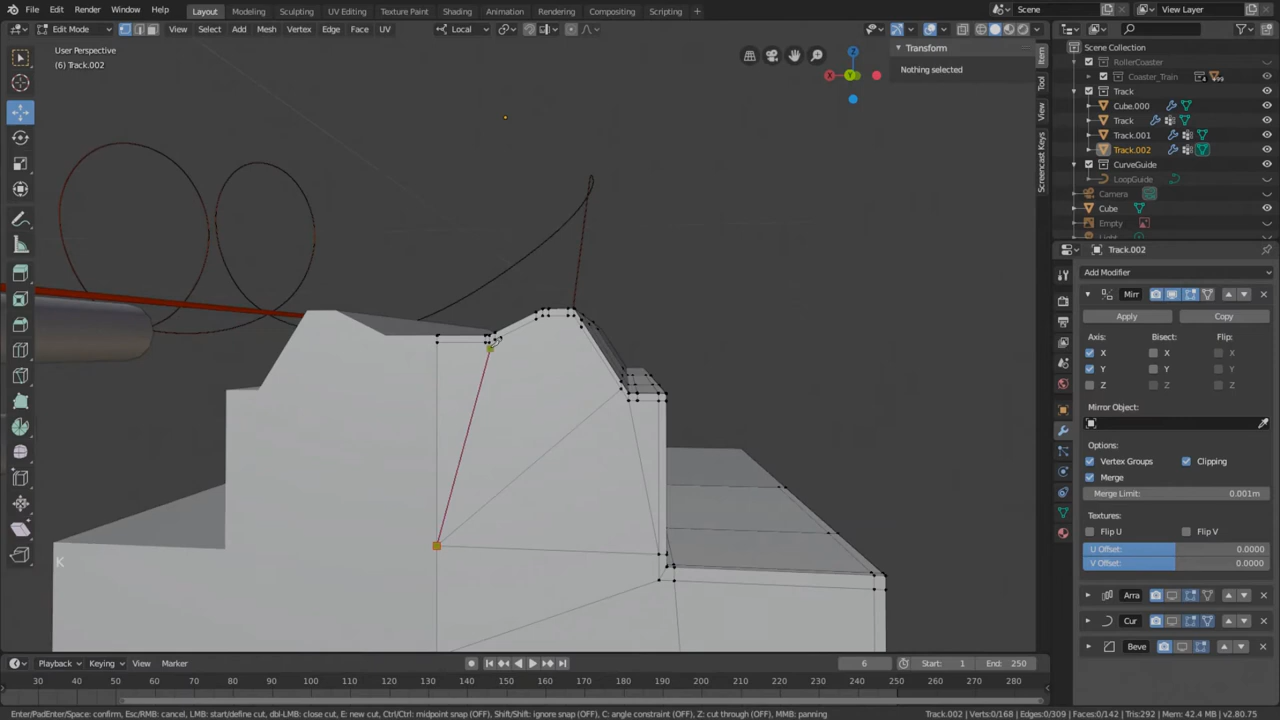 File Edit Render Window Help Layout Modeling Sculpting UV Editing Texture Paint Shading Animation Rendering Compositing Scripting + Scene View Layer
Edit Mode View Select Add Mesh Vertex Edge Face UV Local
User Perspective
(6) Track.002
Transform
Nothing selected
Item
Tool
View
Screencast Keys
X
Y
Z
K
Scene Collection
RollerCoaster
Coaster_Train
Track
Cube.000
Track
Track.001
Track.002
CurveGuide
LoopGuide
Camera
Cube
Empty
Light
Track.002
Add Modifier
Mirr
Apply Copy
Axis: Bisect: Flip:
X X X
Y Y Y
Z Z Z
Mirror Object:
Options:
Vertex Groups Clipping
Merge
Merge Limit: 0.001m
Textures:
Flip U Flip V
U Offset: 0.0000
V Offset: 0.0000
Arra
Cur
Beve
Playback Keying View Marker 6 Start: 1 End: 250
30 40 50 60 70 80 90 100 110 120 130 140 150 160 170 180 190 200 210 220 230 240 250 260 270 280
Enter/PadEnter/Space: confirm, Esc/RMB: cancel, LMB: start/define cut, dbl-LMB: close cut, E: new cut, Ctrl/Ctrl: midpoint snap (OFF), Shift/Shift: ignore snap (OFF), C: angle constraint (OFF), Z: cut through (OFF), MMB: panning
Track.002 | Verts:0/168 | Edges:0/309 | Faces:0/142 | Tris:292 | Mem: 42.4 MB | v2.80.75